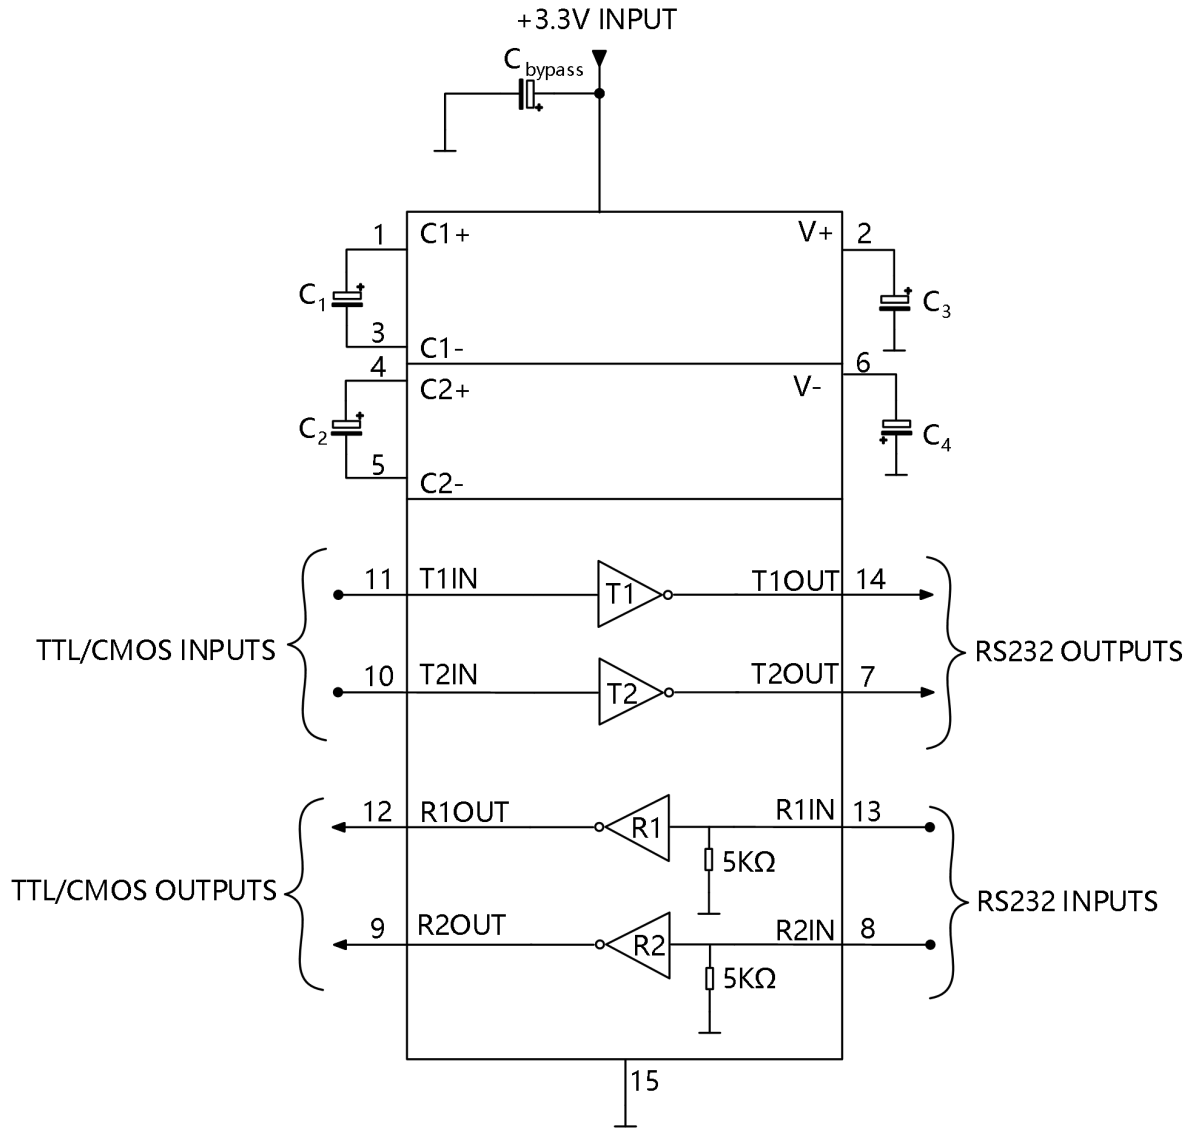 +3.3V INPUT
Cbypass
1 C1+ V+ 2
C1 C3
3 C1-
4 C2+ V- 6
C2 C4
5 C2-
11 T1IN T1 T1OUT 14
TTL/CMOS INPUTS RS232 OUTPUTS
10 T2IN T2 T2OUT 7
12 R1OUT R1 R1IN 13
5KΩ
TTL/CMOS OUTPUTS RS232 INPUTS
9 R2OUT R2 R2IN 8
5KΩ
15